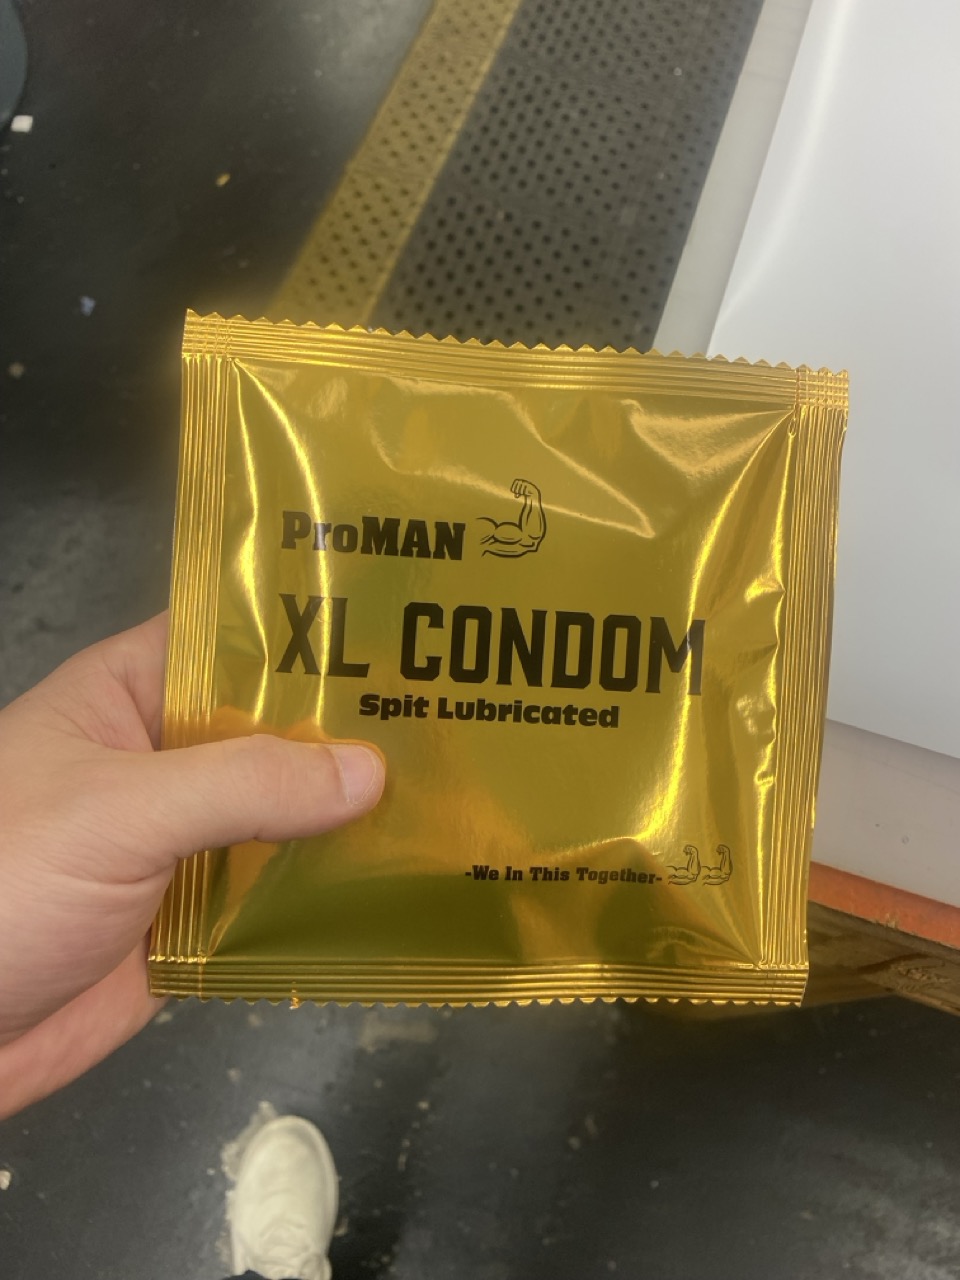 ProMAN
XL CONDOM
Spit Lubricated
-We In This Together-